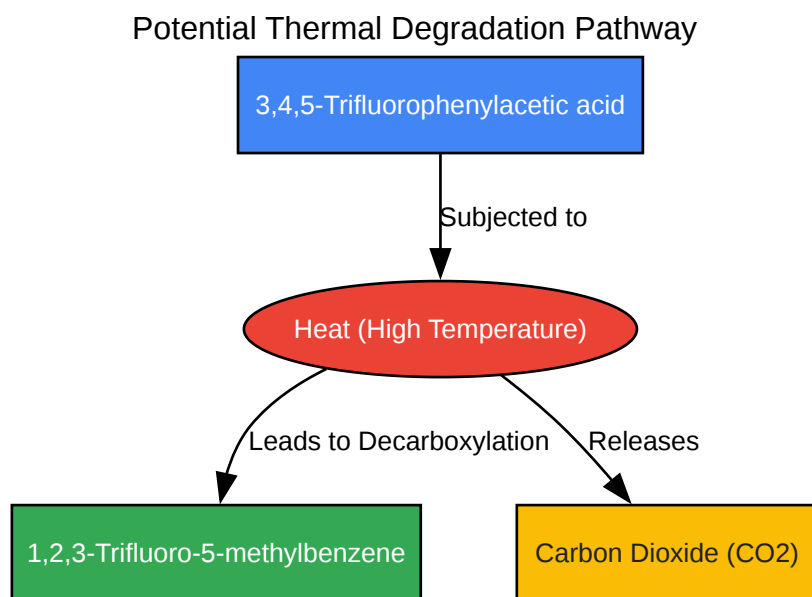 Potential Thermal Degradation Pathway
3,4,5-Trifluorophenylacetic acid
Subjected to
Heat (High Temperature)
Leads to Decarboxylation
Releases
1,2,3-Trifluoro-5-methylbenzene
Carbon Dioxide (CO2)